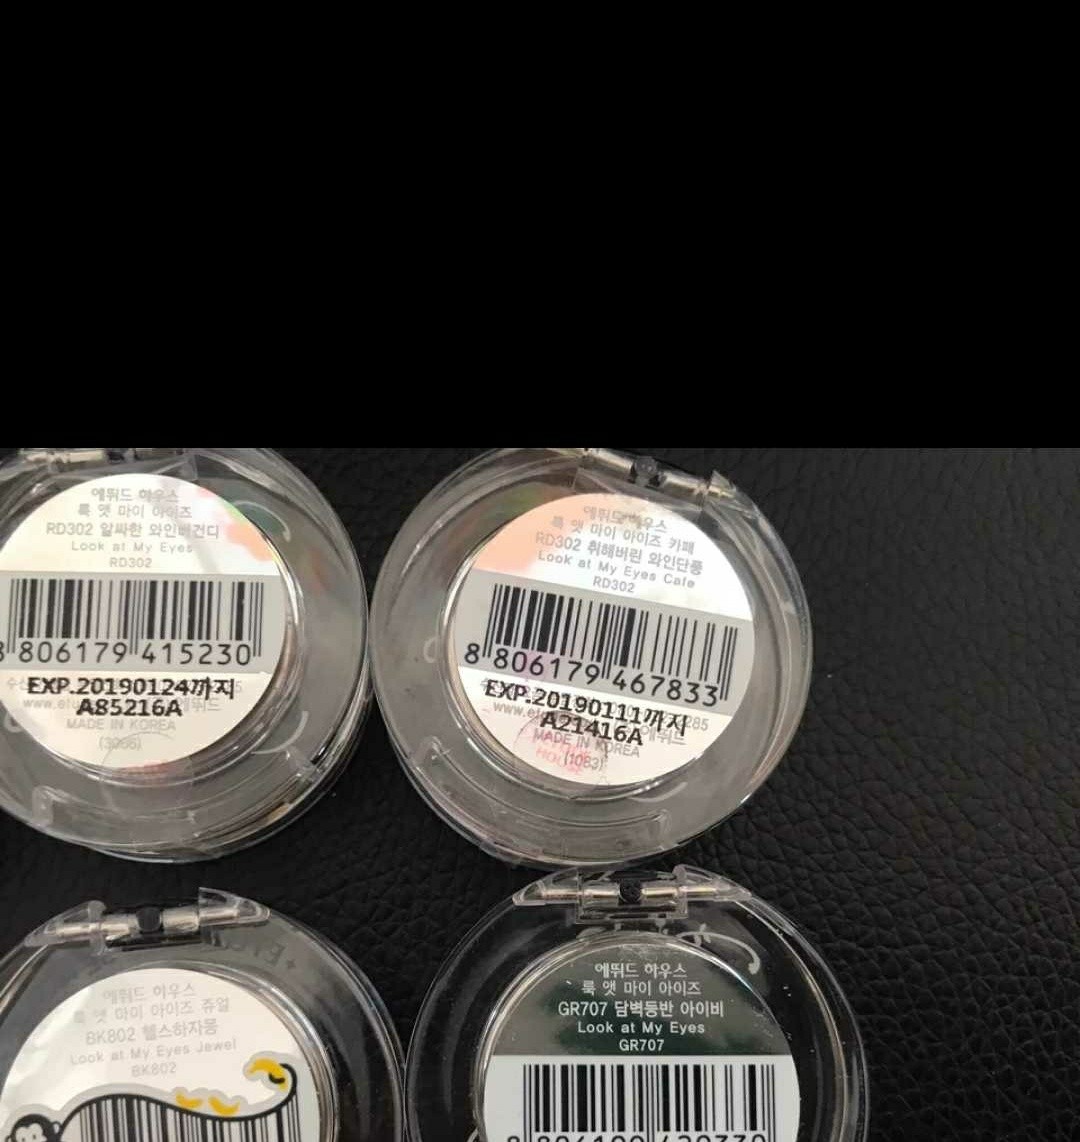 에뛰드 하우스
룩 앳 마이 아이즈
RD302 알싸한 와인버건디
Look at My Eyes
RD302
8 806179 415230
EXP.20190124까지
A85216A
MADE IN KOREA
(3056)
에뛰드 하우스
룩 앳 마이 아이즈 카페
RD302 취해버린 와인단풍
Look at My Eyes Cafe
RD302
8 806179 467833
EXP.20190111까지
A21416A
MADE IN KOREA
(1083)
에뛰드 하우스
룩 앳 마이 아이즈 쥬얼
BK802 헬스하자몽
Look at My Eyes Jewel
BK802
에뛰드 하우스
룩 앳 마이 아이즈
GR707 담벽등반 아이비
Look at My Eyes
GR707